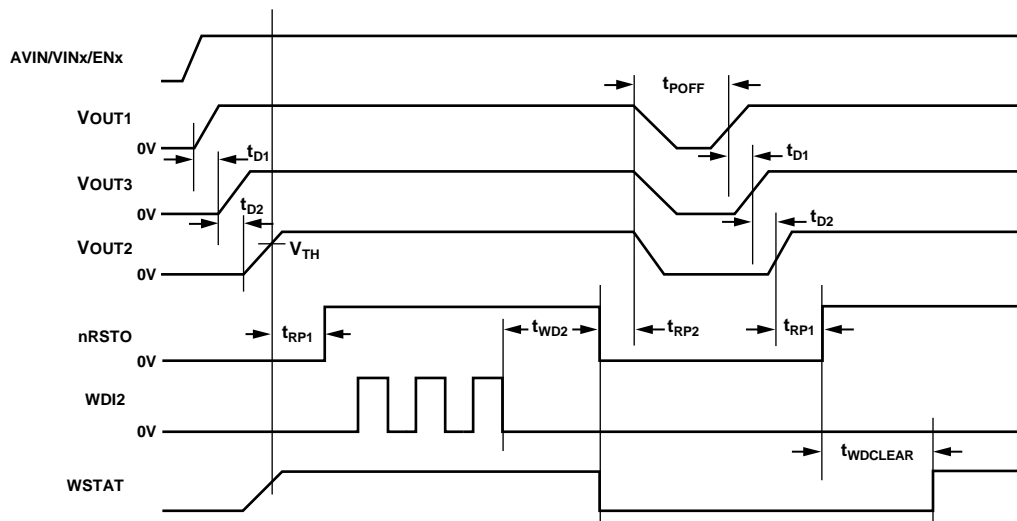 AVIN/VINx/ENx
tPOFF
VOUT1
0V
tD1
tD1
VOUT3
0V
tD2
tD2
VOUT2
VTH
0V
nRSTO
tRP1
tWD2
tRP2
tRP1
0V
WDI2
0V
tWDCLEAR
WSTAT